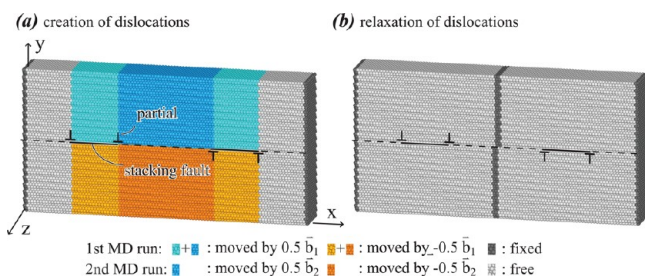 (a) creation of dislocations
(b) relaxation of dislocations
y
partial
stacking fault
x
z
1st MD run: + : moved by 0.5 b⃗₁ + : moved by -0.5 b⃗₁ : fixed
2nd MD run: : moved by 0.5 b⃗₂ : moved by -0.5 b⃗₂ : free